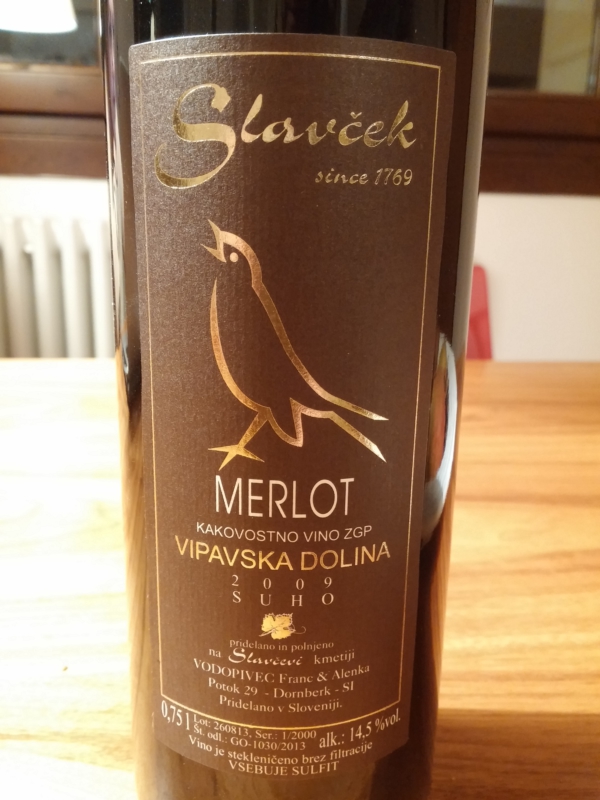 Slavček
since 1769
MERLOT
KAKOVOSTNO VINO ZGP
VIPAVSKA DOLINA
2009
SUHO
pridelano in polnjeno
na Slavčevi kmetiji
VODOPIVEC Franc & Alenka
Potok 29 - Dornberk - SI
Pridelano v Sloveniji.
0,75 l Lot: 260813, Ser.: 1/2000
Št. odl.: GO-1030/2013 alk.: 14,5 %vol.
Vino je stekleničeno brez filtracije
VSEBUJE SULFIT